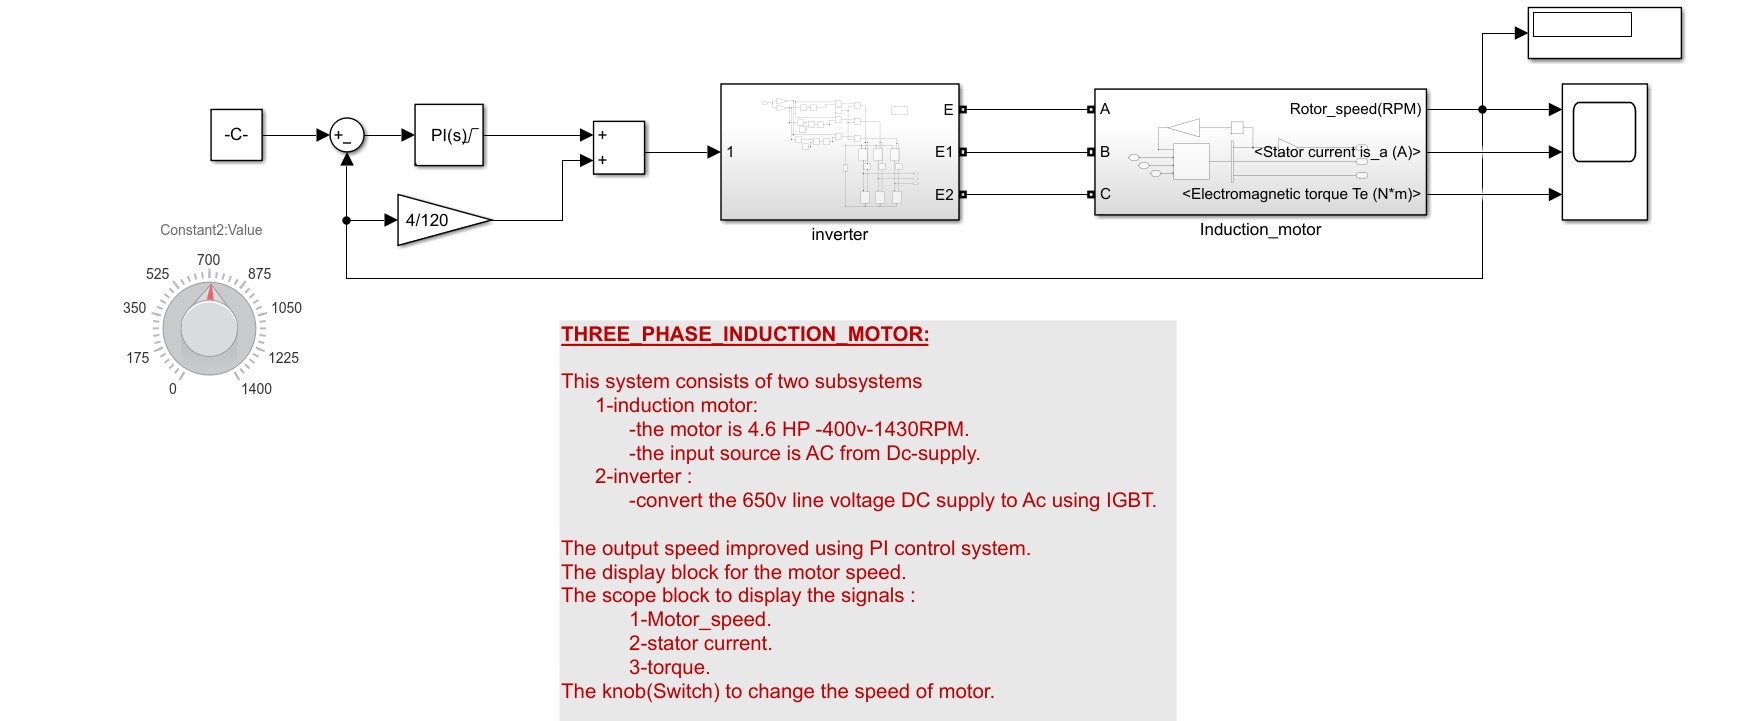 -C-
+
−
PI(s)
4/120
+
+
1
E
E1
E2
inverter
A
B
C
Rotor_speed(RPM)
<Stator current is_a (A)>
<Electromagnetic torque Te (N*m)>
Induction_motor
Constant2:Value
700
525
875
350
1050
175
1225
0
1400
THREE_PHASE_INDUCTION_MOTOR:
This system consists of two subsystems
1-induction motor:
-the motor is 4.6 HP -400v-1430RPM.
-the input source is AC from Dc-supply.
2-inverter :
-convert the 650v line voltage DC supply to Ac using IGBT.
The output speed improved using PI control system.
The display block for the motor speed.
The scope block to display the signals :
1-Motor_speed.
2-stator current.
3-torque.
The knob(Switch) to change the speed of motor.